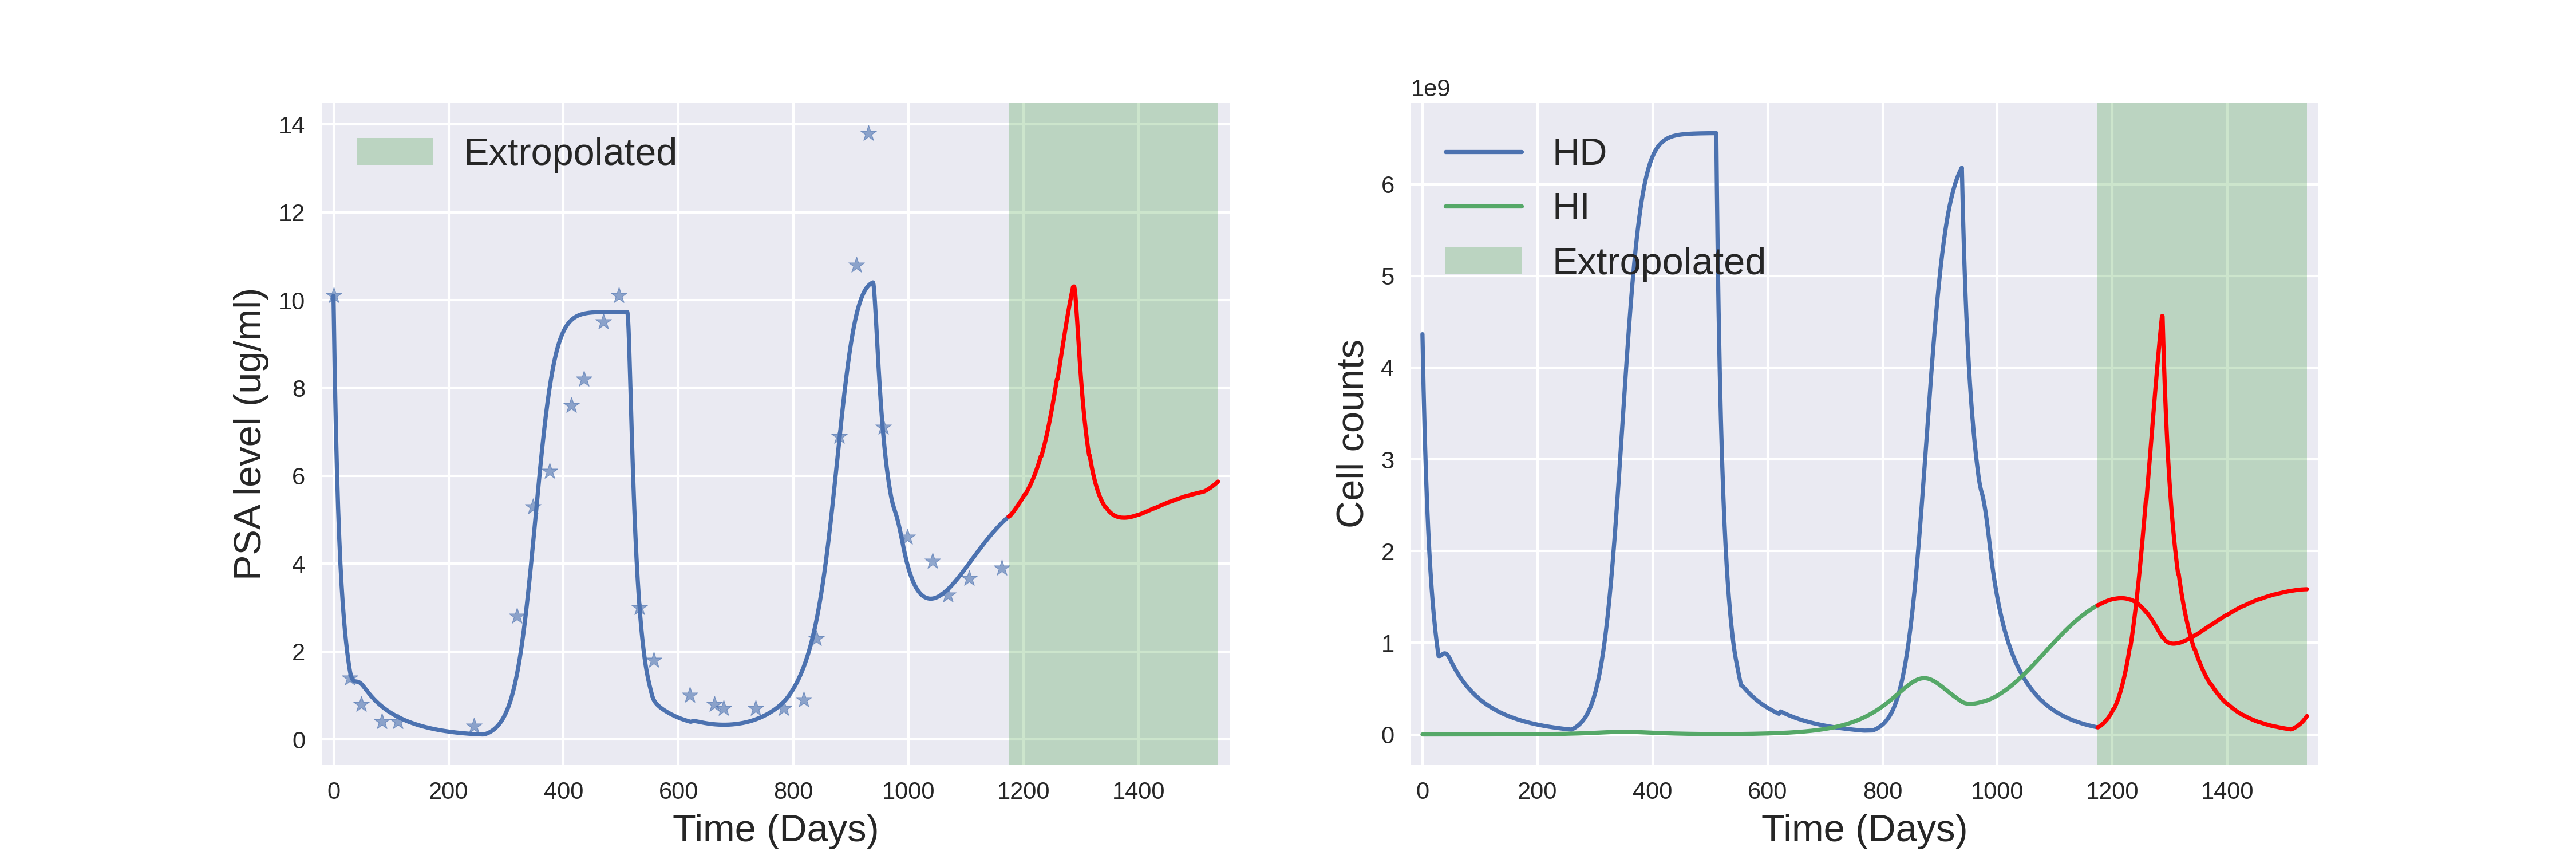 14
12
10
8
6
4
2
0
0 200 400 600 800 1000 1200 1400
PSA level (ug/ml)
Time (Days)
Extropolated
1e9
6
5
4
3
2
1
0
0 200 400 600 800 1000 1200 1400
Cell counts
Time (Days)
HD
HI
Extropolated